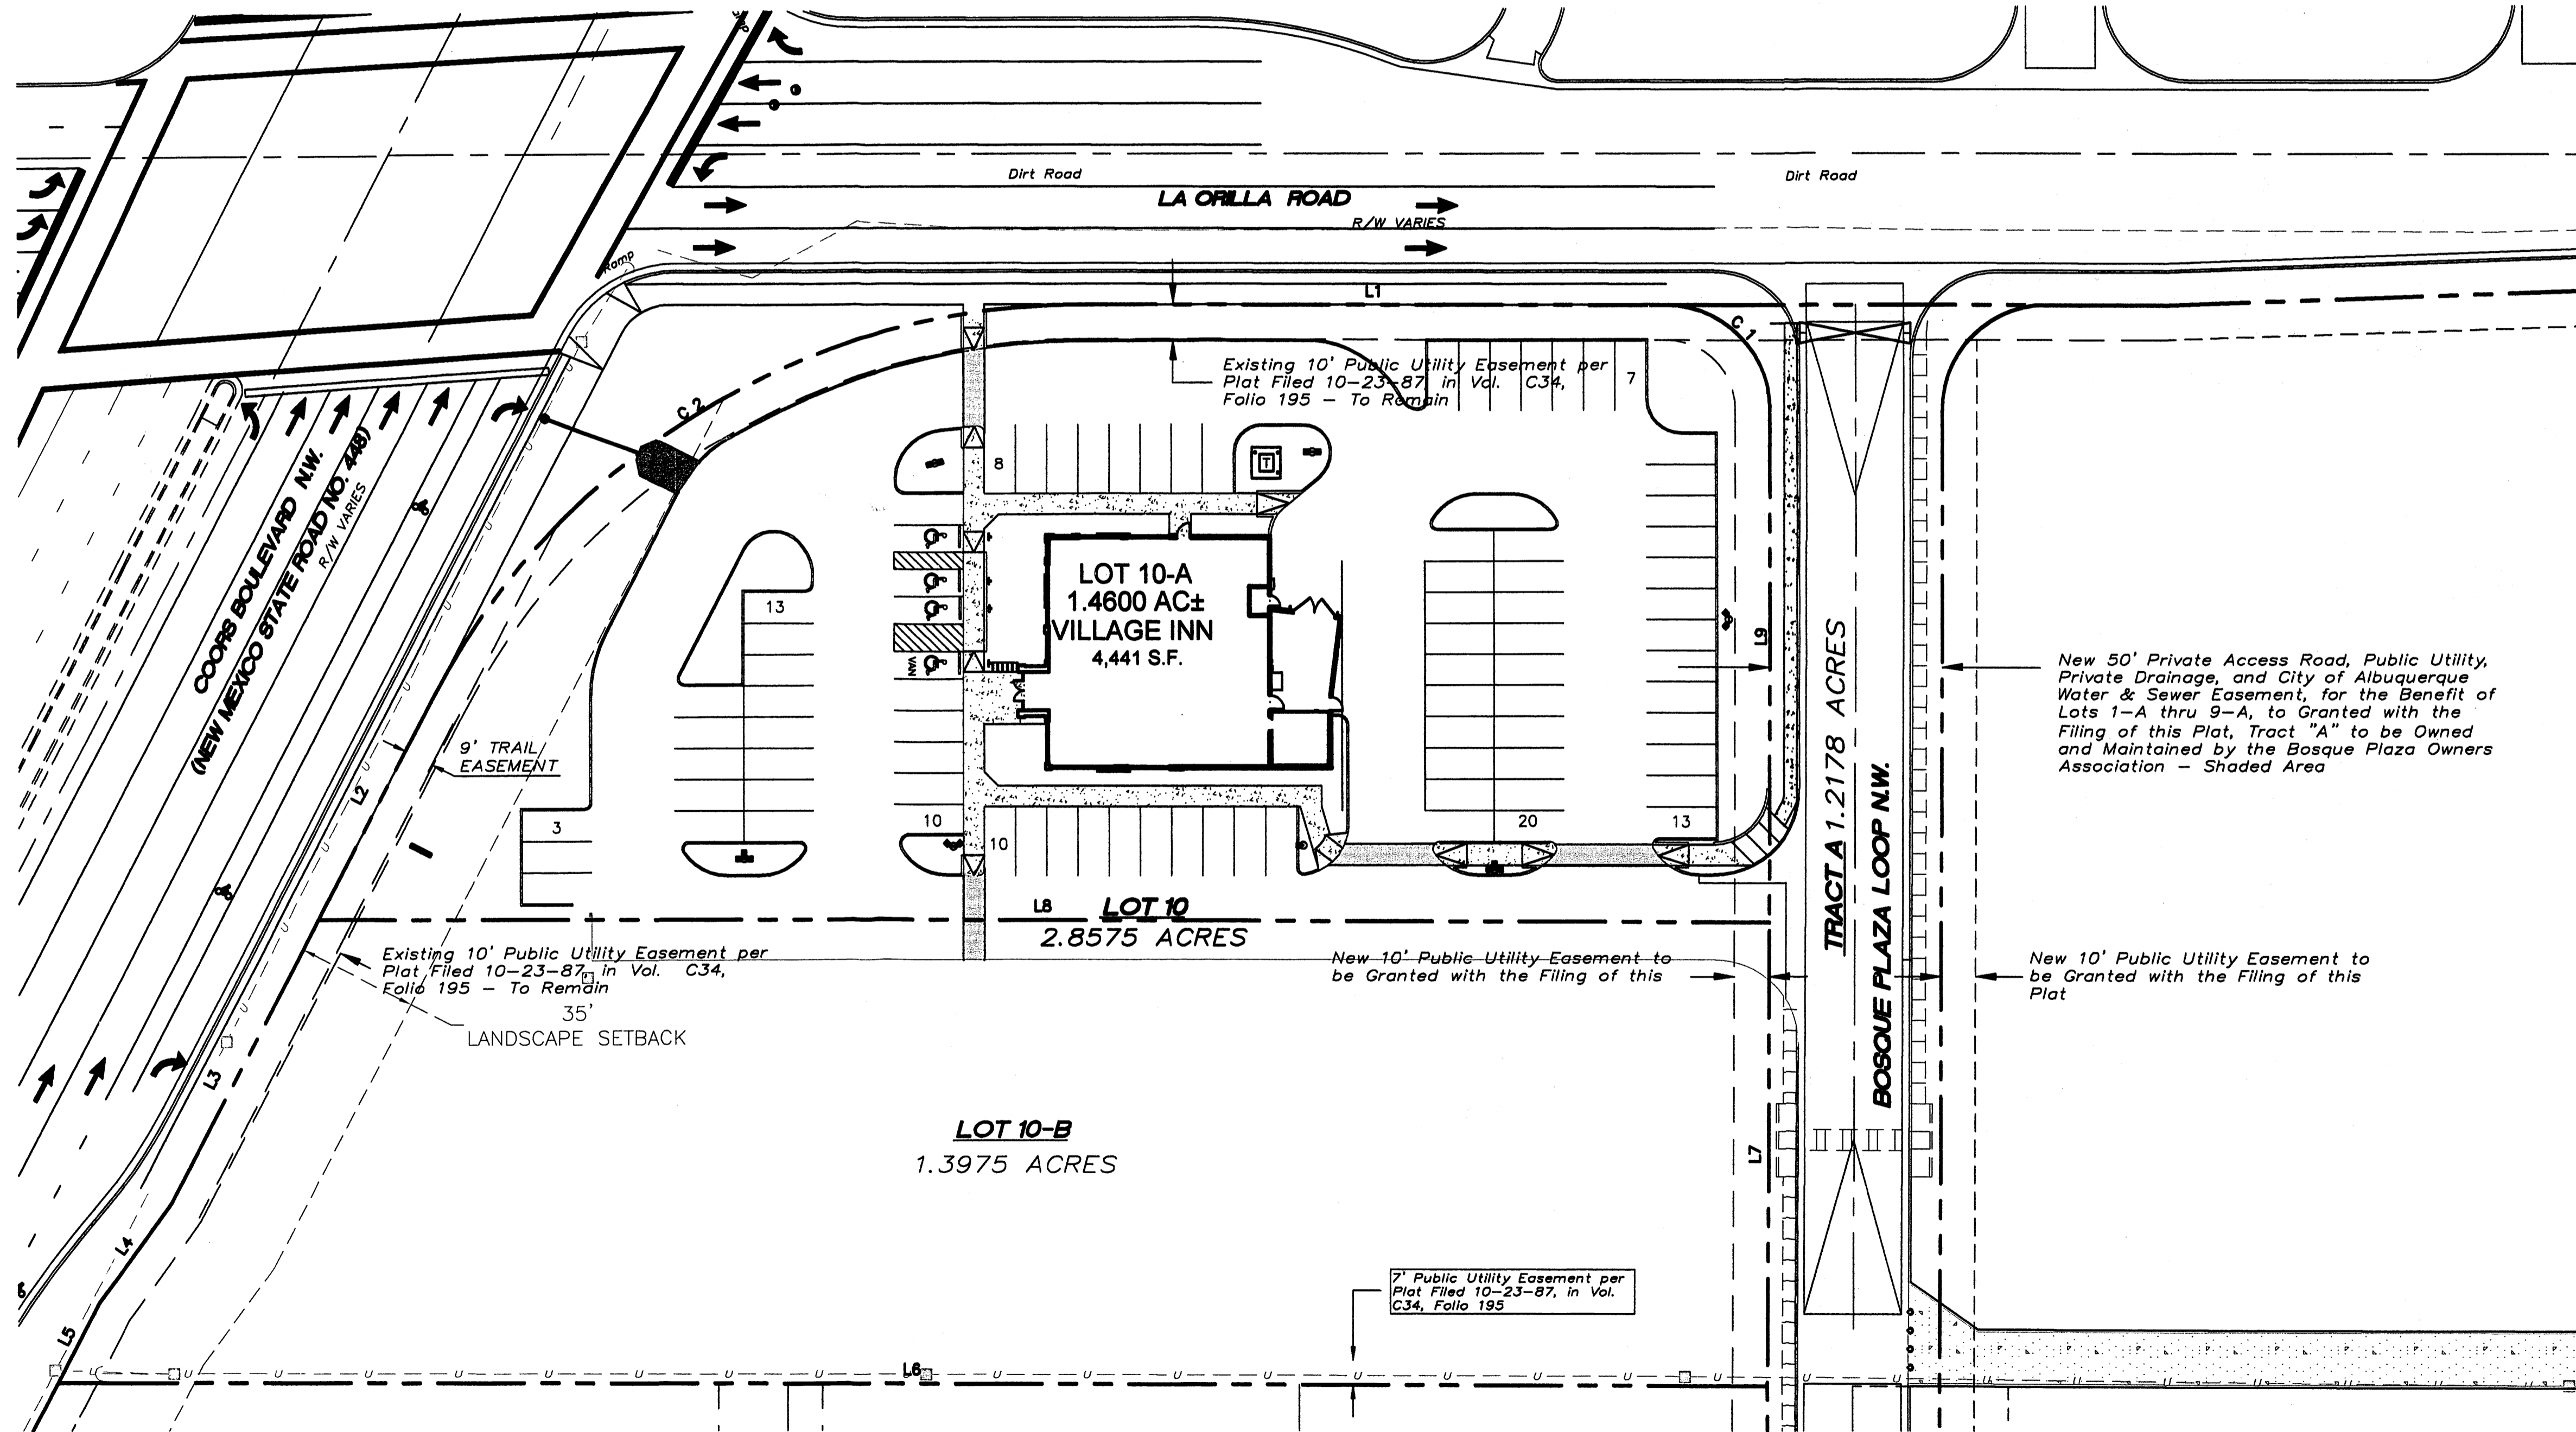 Dirt Road
Dirt Road
LA ORILLA ROAD
R/W VARIES
Ramp
L1
C 1
C 2
Existing 10' Public Utility Easement per
Plat Filed 10-23-87, in Vol. C34,
Folio 195 - To Remain
7
8
T
COORS BOULEVARD N.W.
(NEW MEXICO STATE ROAD NO. 448)
R/W VARIES
LOT 10-A
1.4600 AC±
VILLAGE INN
4,441 S.F.
13
VAN
L9
TRACT A 1.2178 ACRES
BOSQUE PLAZA LOOP N.W.
New 50' Private Access Road, Public Utility,
Private Drainage, and City of Albuquerque
Water & Sewer Easement, for the Benefit of
Lots 1-A thru 9-A, to Granted with the
Filing of this Plat, Tract "A" to be Owned
and Maintained by the Bosque Plaza Owners
Association - Shaded Area
9' TRAIL
EASEMENT
L2
3
10
10
20
13
L8
LOT 10
2.8575 ACRES
Existing 10' Public Utility Easement per
Plat Filed 10-23-87, in Vol. C34,
Folio 195 - To Remain
35'
LANDSCAPE SETBACK
New 10' Public Utility Easement to
be Granted with the Filing of this
New 10' Public Utility Easement to
be Granted with the Filing of this
Plat
L3
LOT 10-B
1.3975 ACRES
L7
L4
L5
7' Public Utility Easement per
Plat Filed 10-23-87, in Vol.
C34, Folio 195
L6